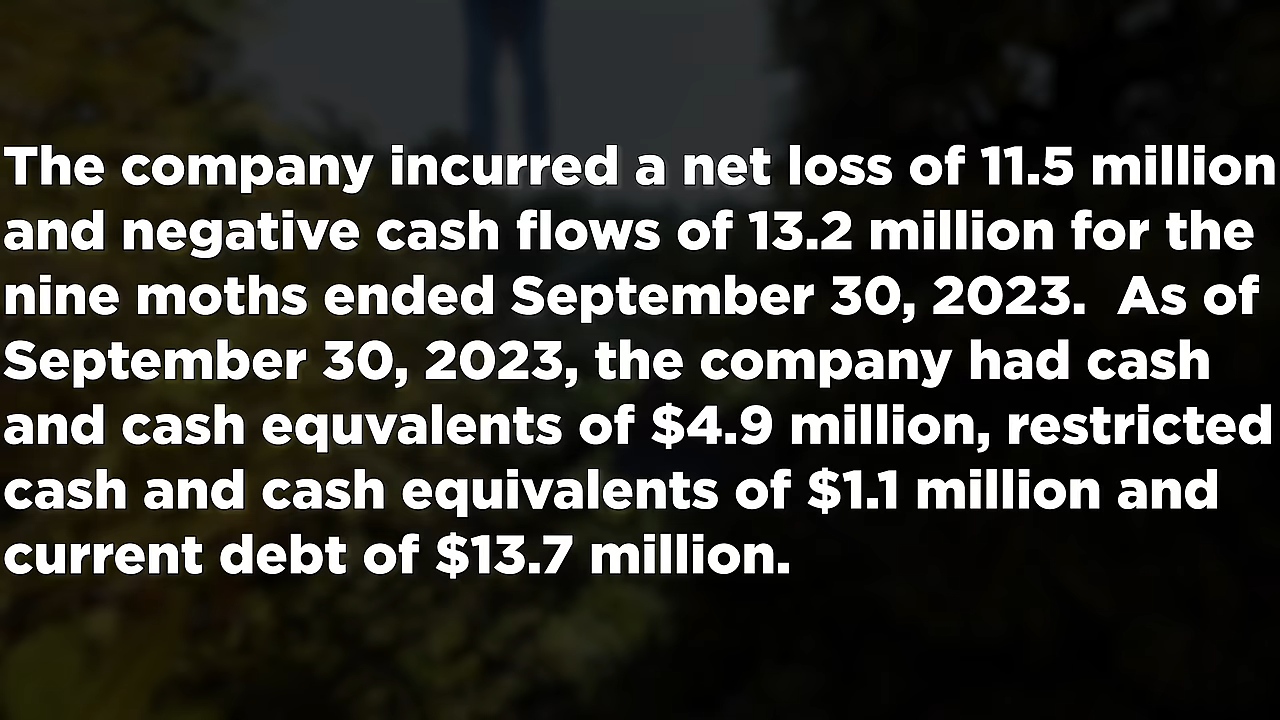 The company incurred a net loss of 11.5 million
and negative cash flows of 13.2 million for the
nine moths ended September 30, 2023.  As of
September 30, 2023, the company had cash
and cash equvalents of $4.9 million, restricted
cash and cash equivalents of $1.1 million and
current debt of $13.7 million.